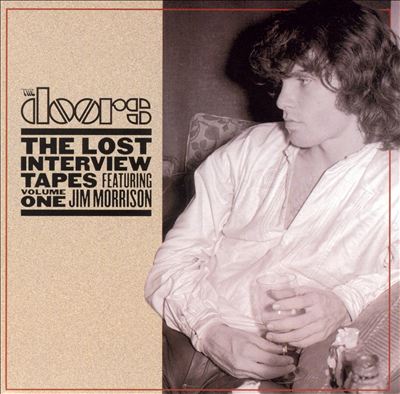 THE
doors
THE LOST
INTERVIEW
TAPES FEATURING
VOLUME
ONE JIM MORRISON